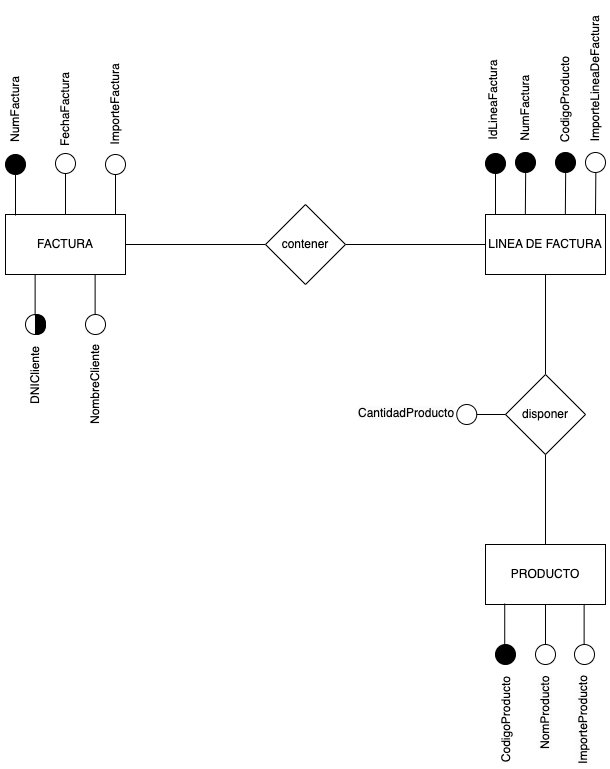 NumFactura
FechaFactura
ImporteFactura
IdLineaFactura
NumFactura
CodigoProducto
ImporteLineaDeFactura
FACTURA
contener
LINEA DE FACTURA
DNICliente
NombreCliente
CantidadProducto
disponer
PRODUCTO
CodigoProducto
NomProducto
ImporteProducto